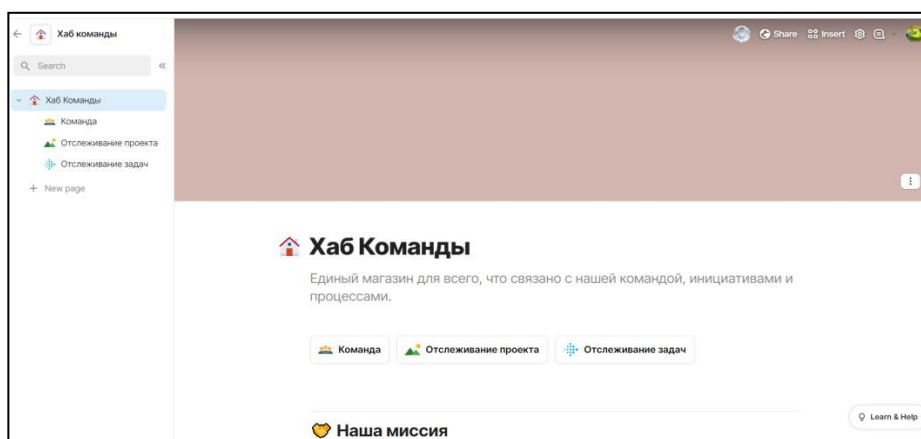 Хаб команды
Share
Insert
Search
Хаб Команды
Команда
Отслеживание проекта
Отслеживание задач
New page
Хаб Команды
Единый магазин для всего, что связано с нашей командой, инициативами и
процессами.
Команда
Отслеживание проекта
Отслеживание задач
Learn & Help
Наша миссия